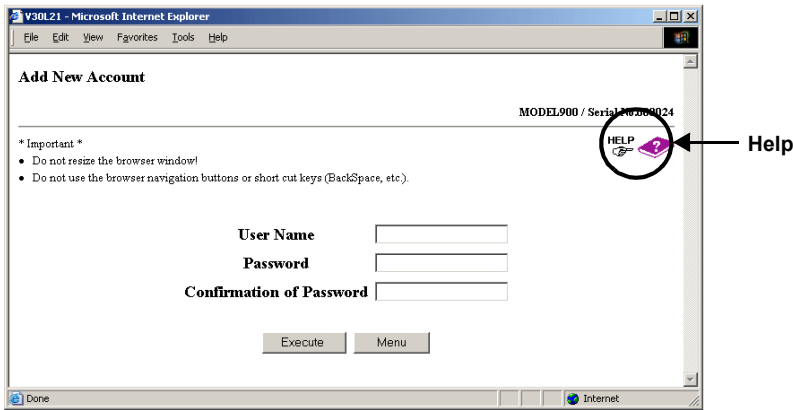 V30L21 - Microsoft Internet Explorer
File Edit View Favorites Tools Help
Add New Account
MODEL900 / Serial No.
* Important *
HELP
?
Help
• Do not resize the browser window!
• Do not use the browser navigation buttons or short cut keys (BackSpace, etc.).
User Name
Password
Confirmation of Password
Execute Menu
Done Internet